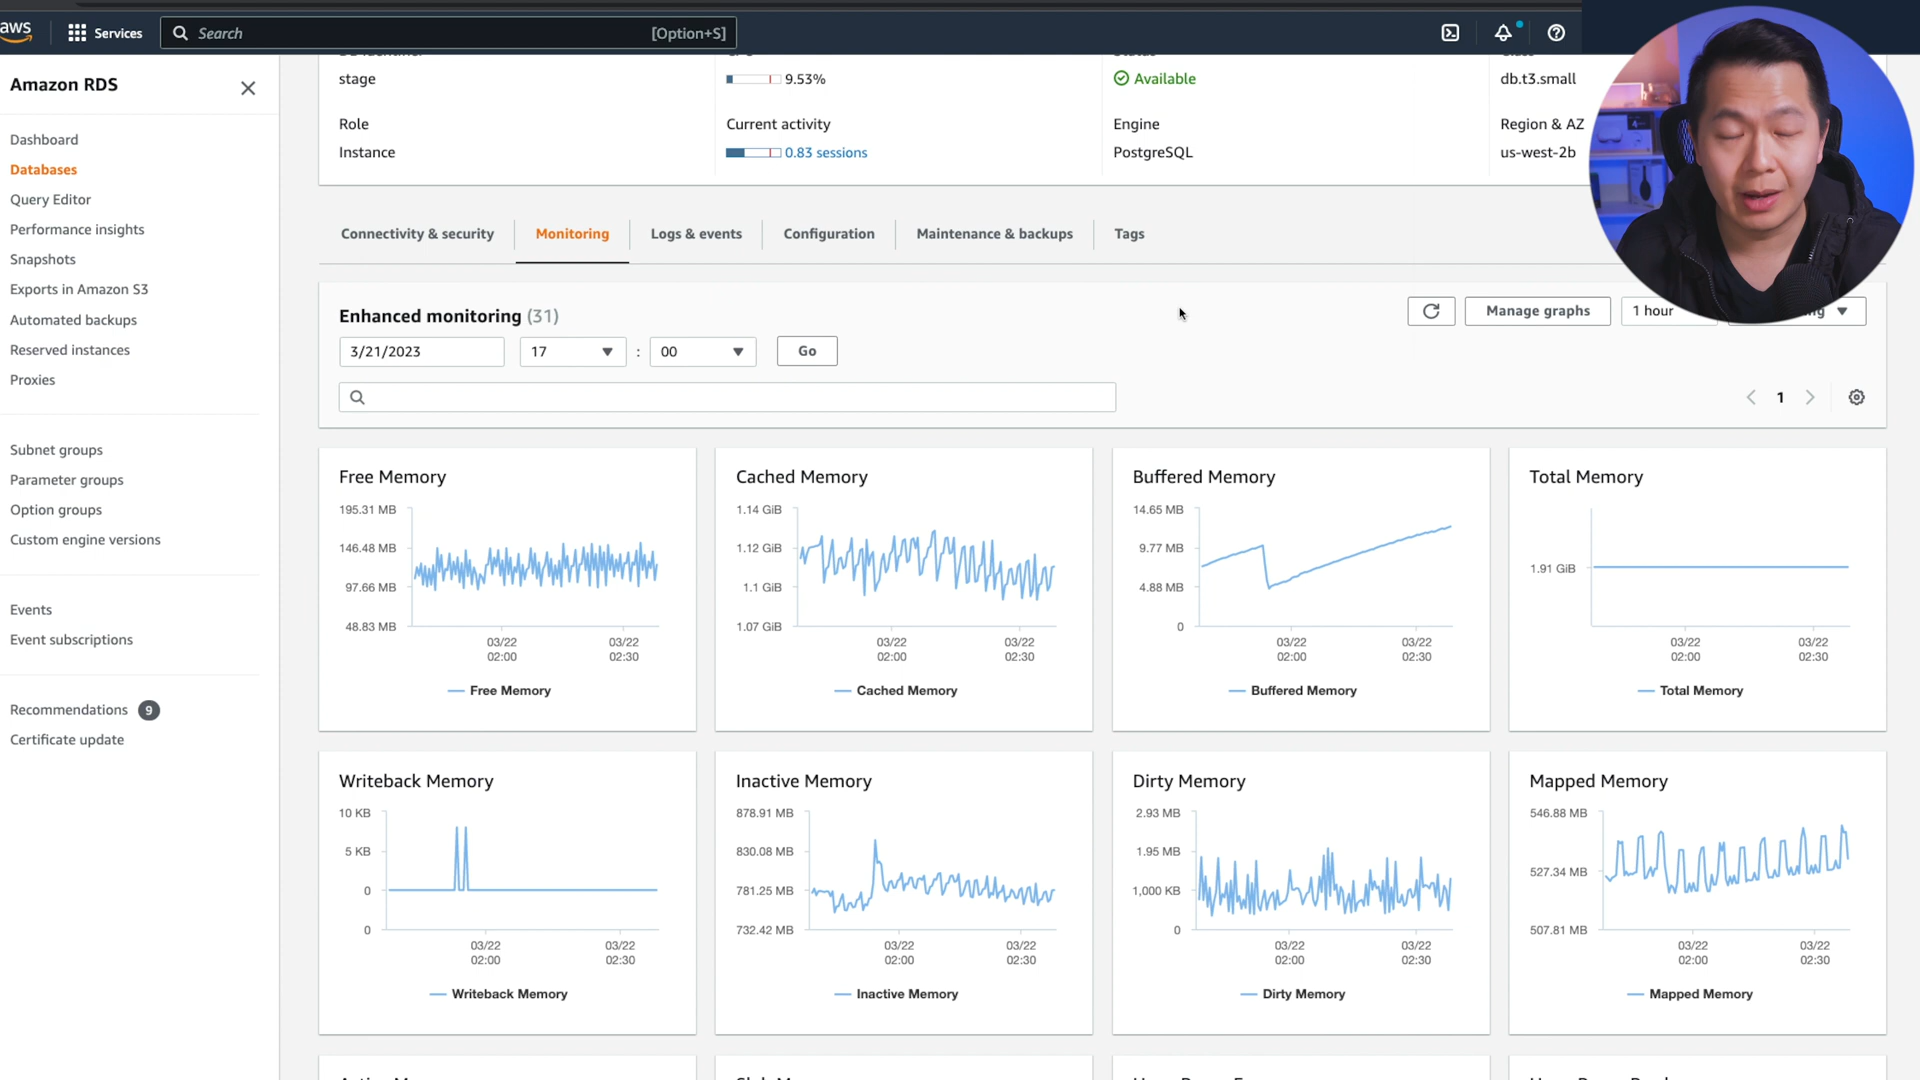 aws
Services
Search
[Option+S]
Amazon RDS
Dashboard
Databases
Query Editor
Performance insights
Snapshots
Exports in Amazon S3
Automated backups
Reserved instances
Proxies
Subnet groups
Parameter groups
Option groups
Custom engine versions
Events
Event subscriptions
Recommendations 9
Certificate update
stage
9.53%
Available
db.t3.small
Role
Current activity
Engine
Region & AZ
Instance
0.83 sessions
PostgreSQL
us-west-2b
Connectivity & security
Monitoring
Logs & events
Configuration
Maintenance & backups
Tags
Enhanced monitoring (31)
Manage graphs
1 hour
3/21/2023
17
:
00
Go
1
Free Memory
195.31 MB
146.48 MB
97.66 MB
48.83 MB
03/22
02:00
03/22
02:30
Free Memory
Cached Memory
1.14 GiB
1.12 GiB
1.1 GiB
1.07 GiB
03/22
02:00
03/22
02:30
Cached Memory
Buffered Memory
14.65 MB
9.77 MB
4.88 MB
0
03/22
02:00
03/22
02:30
Buffered Memory
Total Memory
1.91 GiB
03/22
02:00
03/22
02:30
Total Memory
Writeback Memory
10 KB
5 KB
0
0
03/22
02:00
03/22
02:30
Writeback Memory
Inactive Memory
878.91 MB
830.08 MB
781.25 MB
732.42 MB
03/22
02:00
03/22
02:30
Inactive Memory
Dirty Memory
2.93 MB
1.95 MB
1,000 KB
0
03/22
02:00
03/22
02:30
Dirty Memory
Mapped Memory
546.88 MB
527.34 MB
507.81 MB
03/22
02:00
03/22
02:30
Mapped Memory